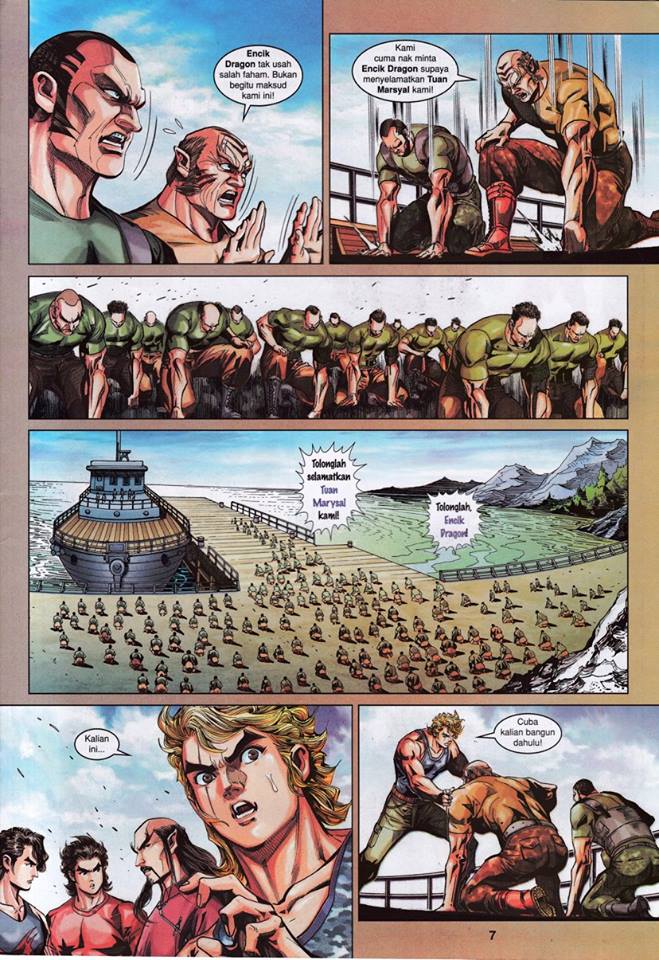 Encik
Dragon tak usah
salah faham. Bukan
begitu maksud
kami ini!
Kami
cuma nak minta
Encik Dragon supaya
menyelamatkan Tuan
Marsyal kami!
Tolonglah
selamatkan
Tuan
Marysal
kami!
Tolonglah,
Encik
Dragon!
Kalian
ini...
Cuba
kalian bangun
dahulu!
7